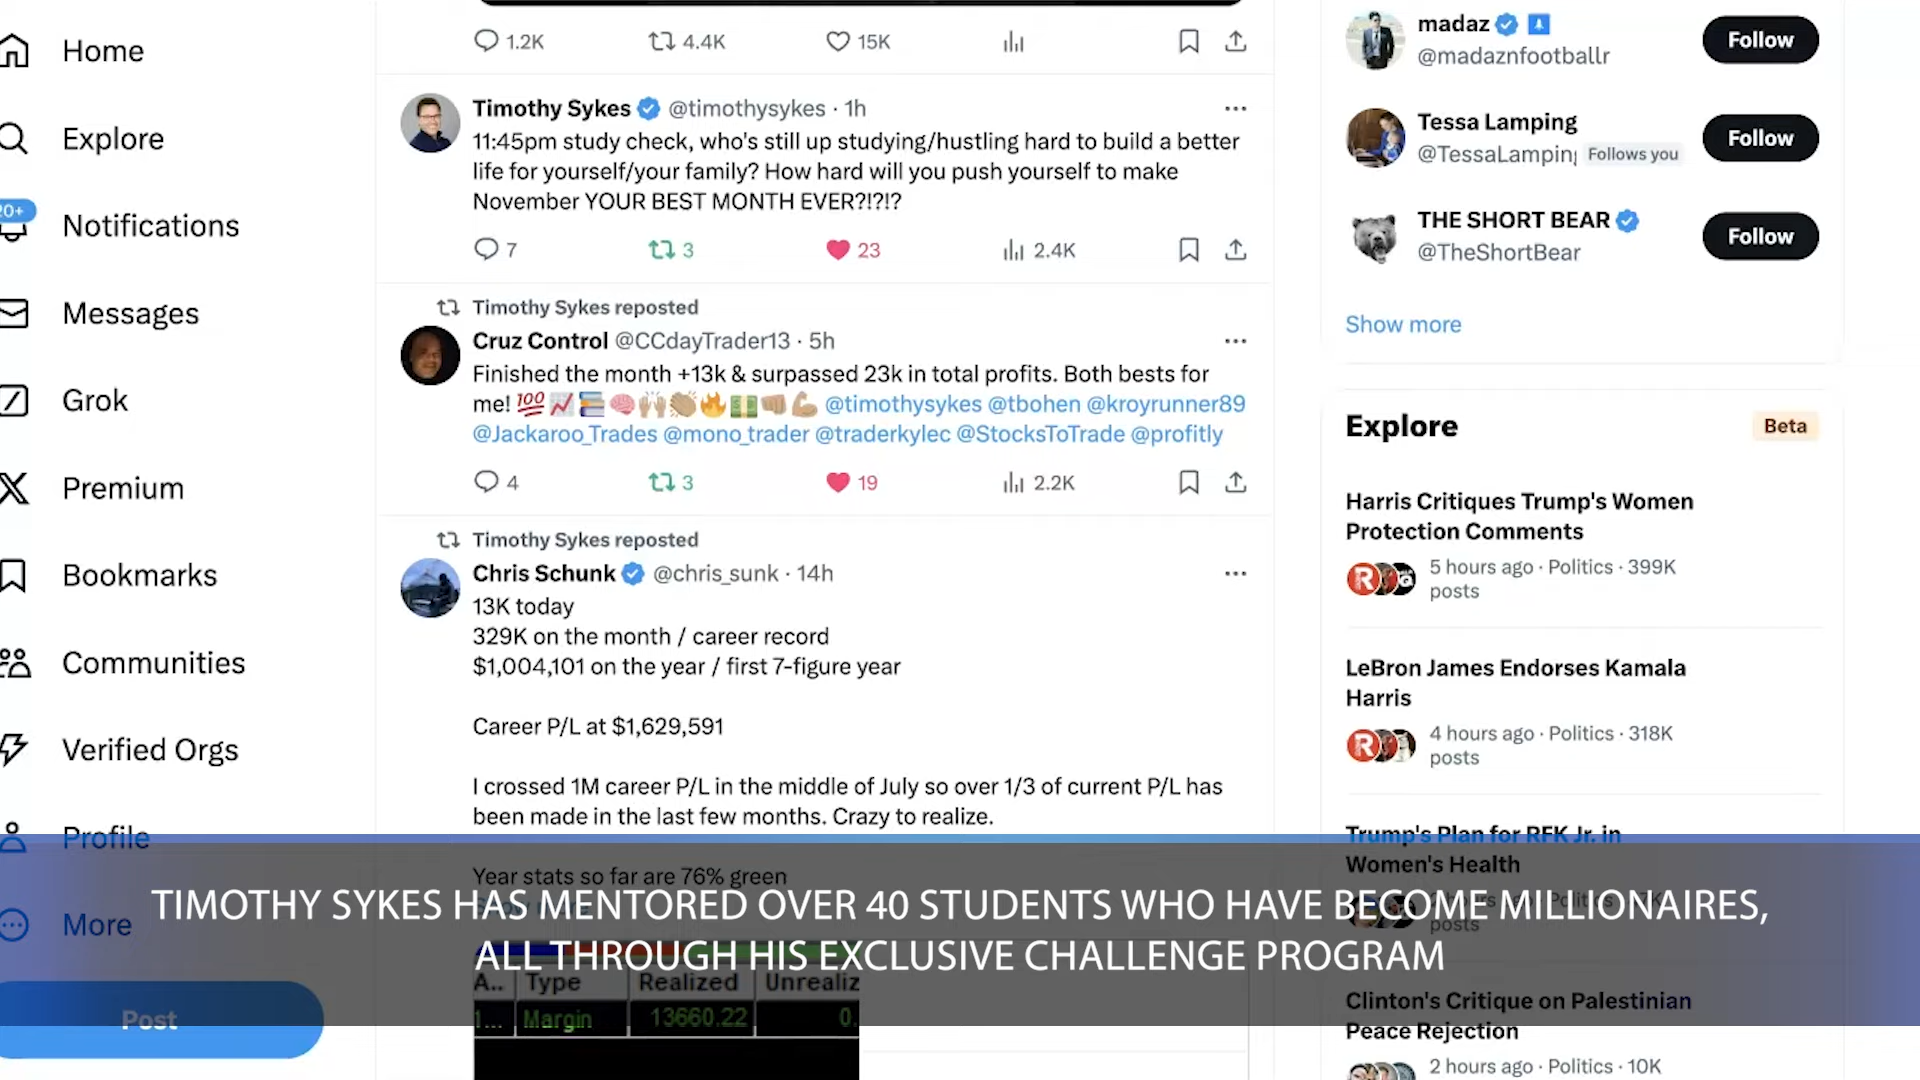 Home
Explore
20+
Notifications
Messages
Grok
Premium
Bookmarks
Communities
Verified Orgs
Profile
More
Post
1.2K 4.4K 15K
Timothy Sykes @timothysykes · 1h
11:45pm study check, who's still up studying/hustling hard to build a better
life for yourself/your family? How hard will you push yourself to make
November YOUR BEST MONTH EVER?!?!?
7 3 23 2.4K
Timothy Sykes reposted
Cruz Control @CCdayTrader13 · 5h
Finished the month +13k & surpassed 23k in total profits. Both bests for
me! 💯📈📚🧠🙌🏼👏🏼🔥💵👊🏼💪🏼 @timothysykes @tbohen @kroyrunner89
@Jackaroo_Trades @mono_trader @traderkylec @StocksToTrade @profitly
4 3 19 2.2K
Timothy Sykes reposted
Chris Schunk @chris_sunk · 14h
13K today
329K on the month / career record
$1,004,101 on the year / first 7-figure year
Career P/L at $1,629,591
I crossed 1M career P/L in the middle of July so over 1/3 of current P/L has
been made in the last few months. Crazy to realize.
Year stats so far are 76% green
TIMOTHY SYKES HAS MENTORED OVER 40 STUDENTS WHO HAVE BECOME MILLIONAIRES,
ALL THROUGH HIS EXCLUSIVE CHALLENGE PROGRAM
A.. Type Realized Unrealiz
1... Margin 13660.22 0.
madaz
@madaznfootballr
Follow
Tessa Lamping
@TessaLamping Follows you
Follow
THE SHORT BEAR
@TheShortBear
Follow
Show more
Explore Beta
Harris Critiques Trump's Women
Protection Comments
5 hours ago · Politics · 399K
posts
LeBron James Endorses Kamala
Harris
4 hours ago · Politics · 318K
posts
Trump's Plan for RFK Jr. in
Women's Health
posts
Clinton's Critique on Palestinian
Peace Rejection
2 hours ago · Politics · 10K